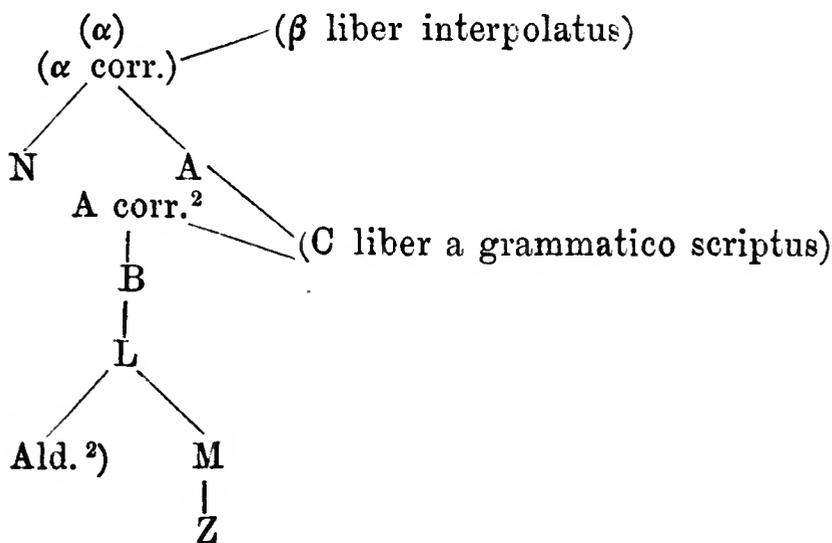 (α)
(α corr.)
(β liber interpolatus)
N
A
A corr.²
(C liber a grammatico scriptus)
B
L
Ald.²)
M
Z